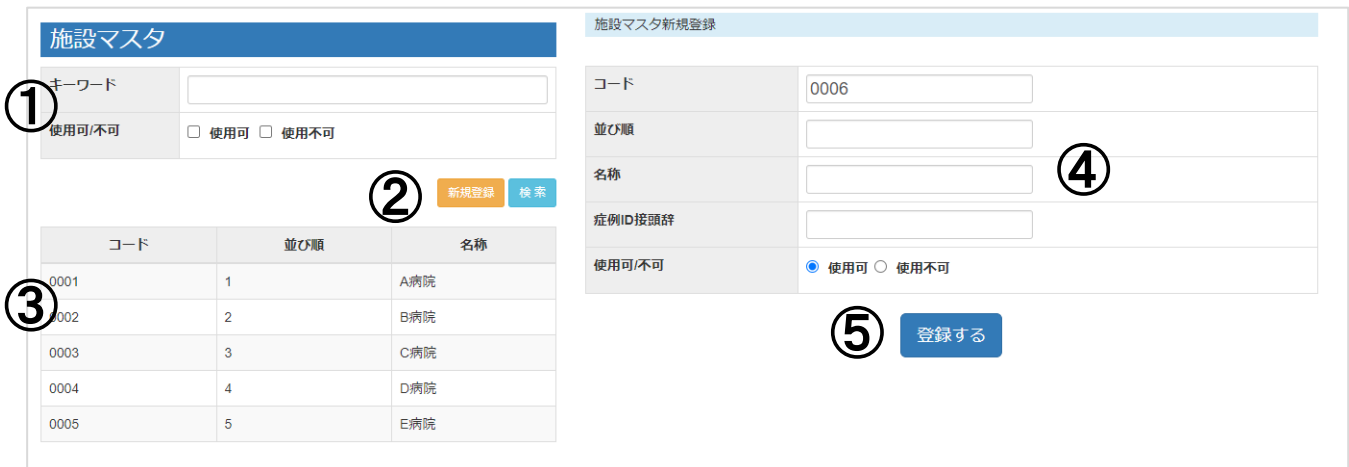 施設マスタ
① キーワード
使用可/不可 使用可 使用不可
② 新規登録 検索
コード 並び順 名称
0001 1 A病院
③ 0002 2 B病院
0003 3 C病院
0004 4 D病院
0005 5 E病院
施設マスタ新規登録
コード 0006
並び順
名称 ④
症例ID接頭辞
使用可/不可 使用可 使用不可
⑤ 登録する